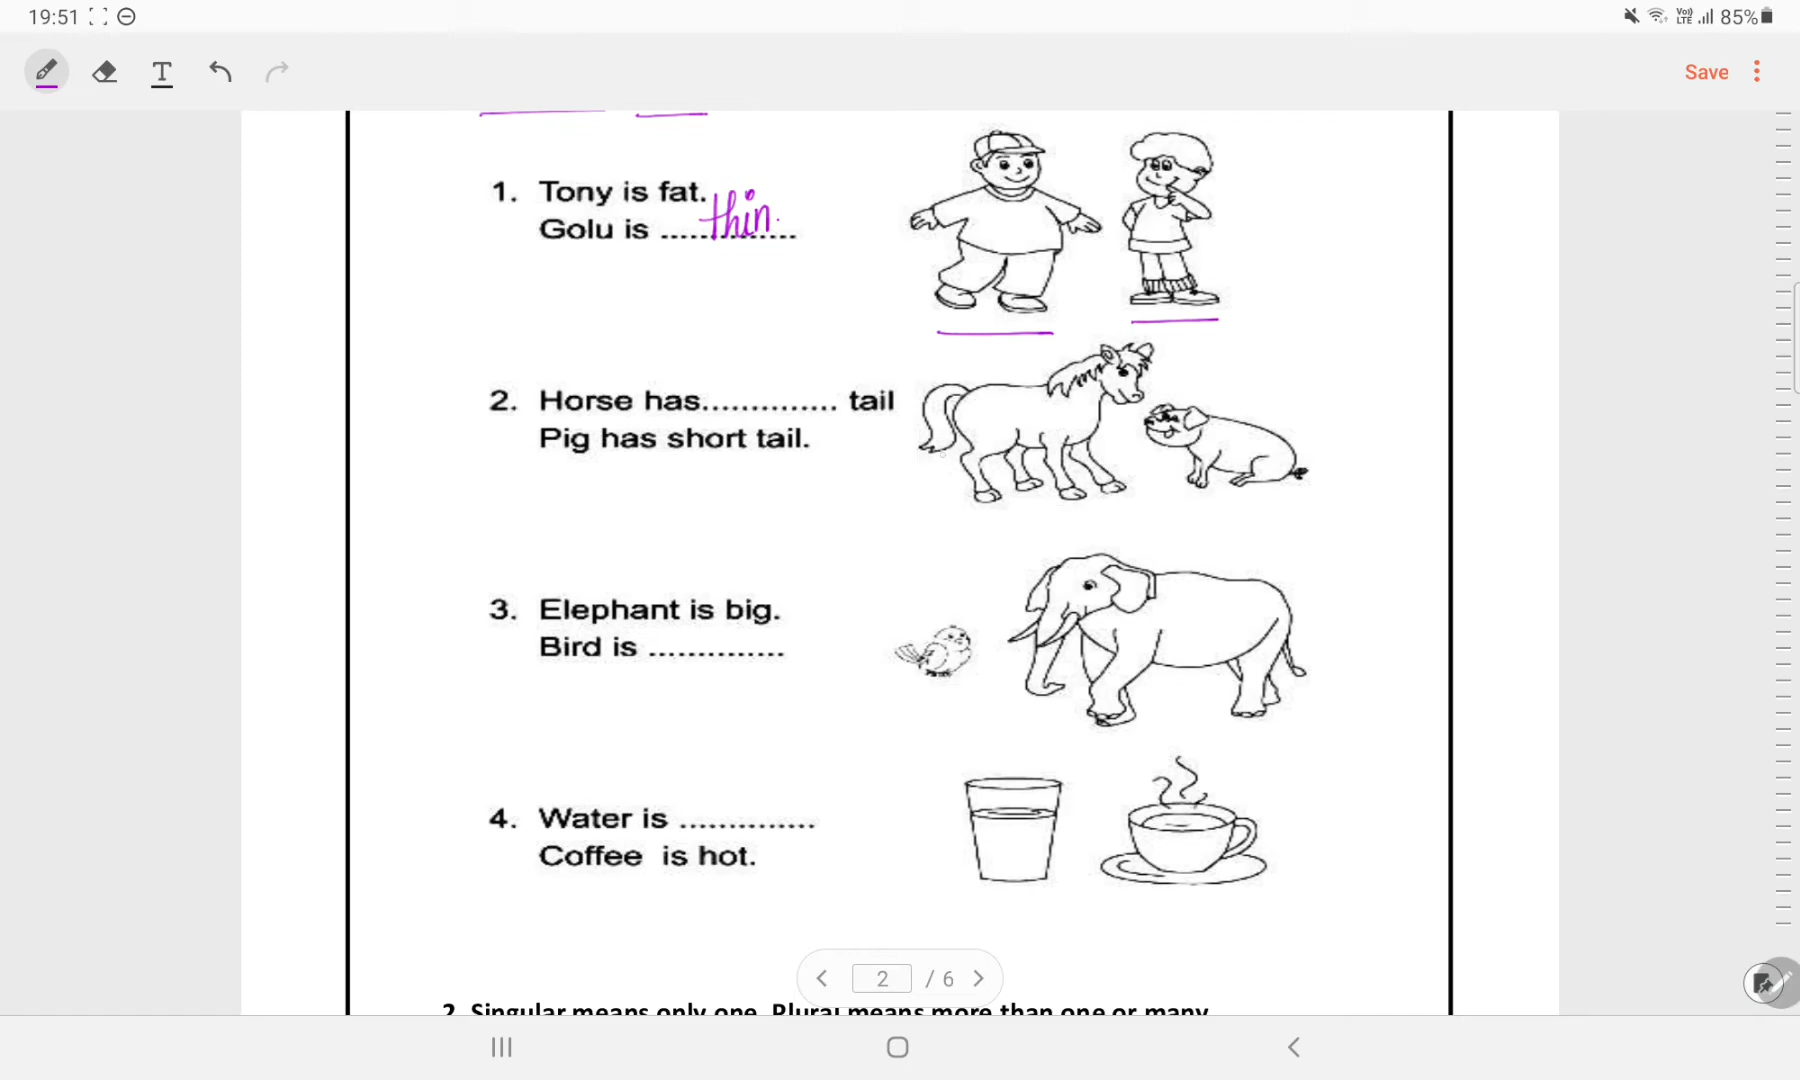 19:51
Vo))
LTE
85%
T
Save
1. Tony is fat.
Golu is .............. thin.
2. Horse has.............. tail
Pig has short tail.
3. Elephant is big.
Bird is ..............
4. Water is ..............
Coffee is hot.
2 / 6
2. Singular means only one. Plural means more than one or many